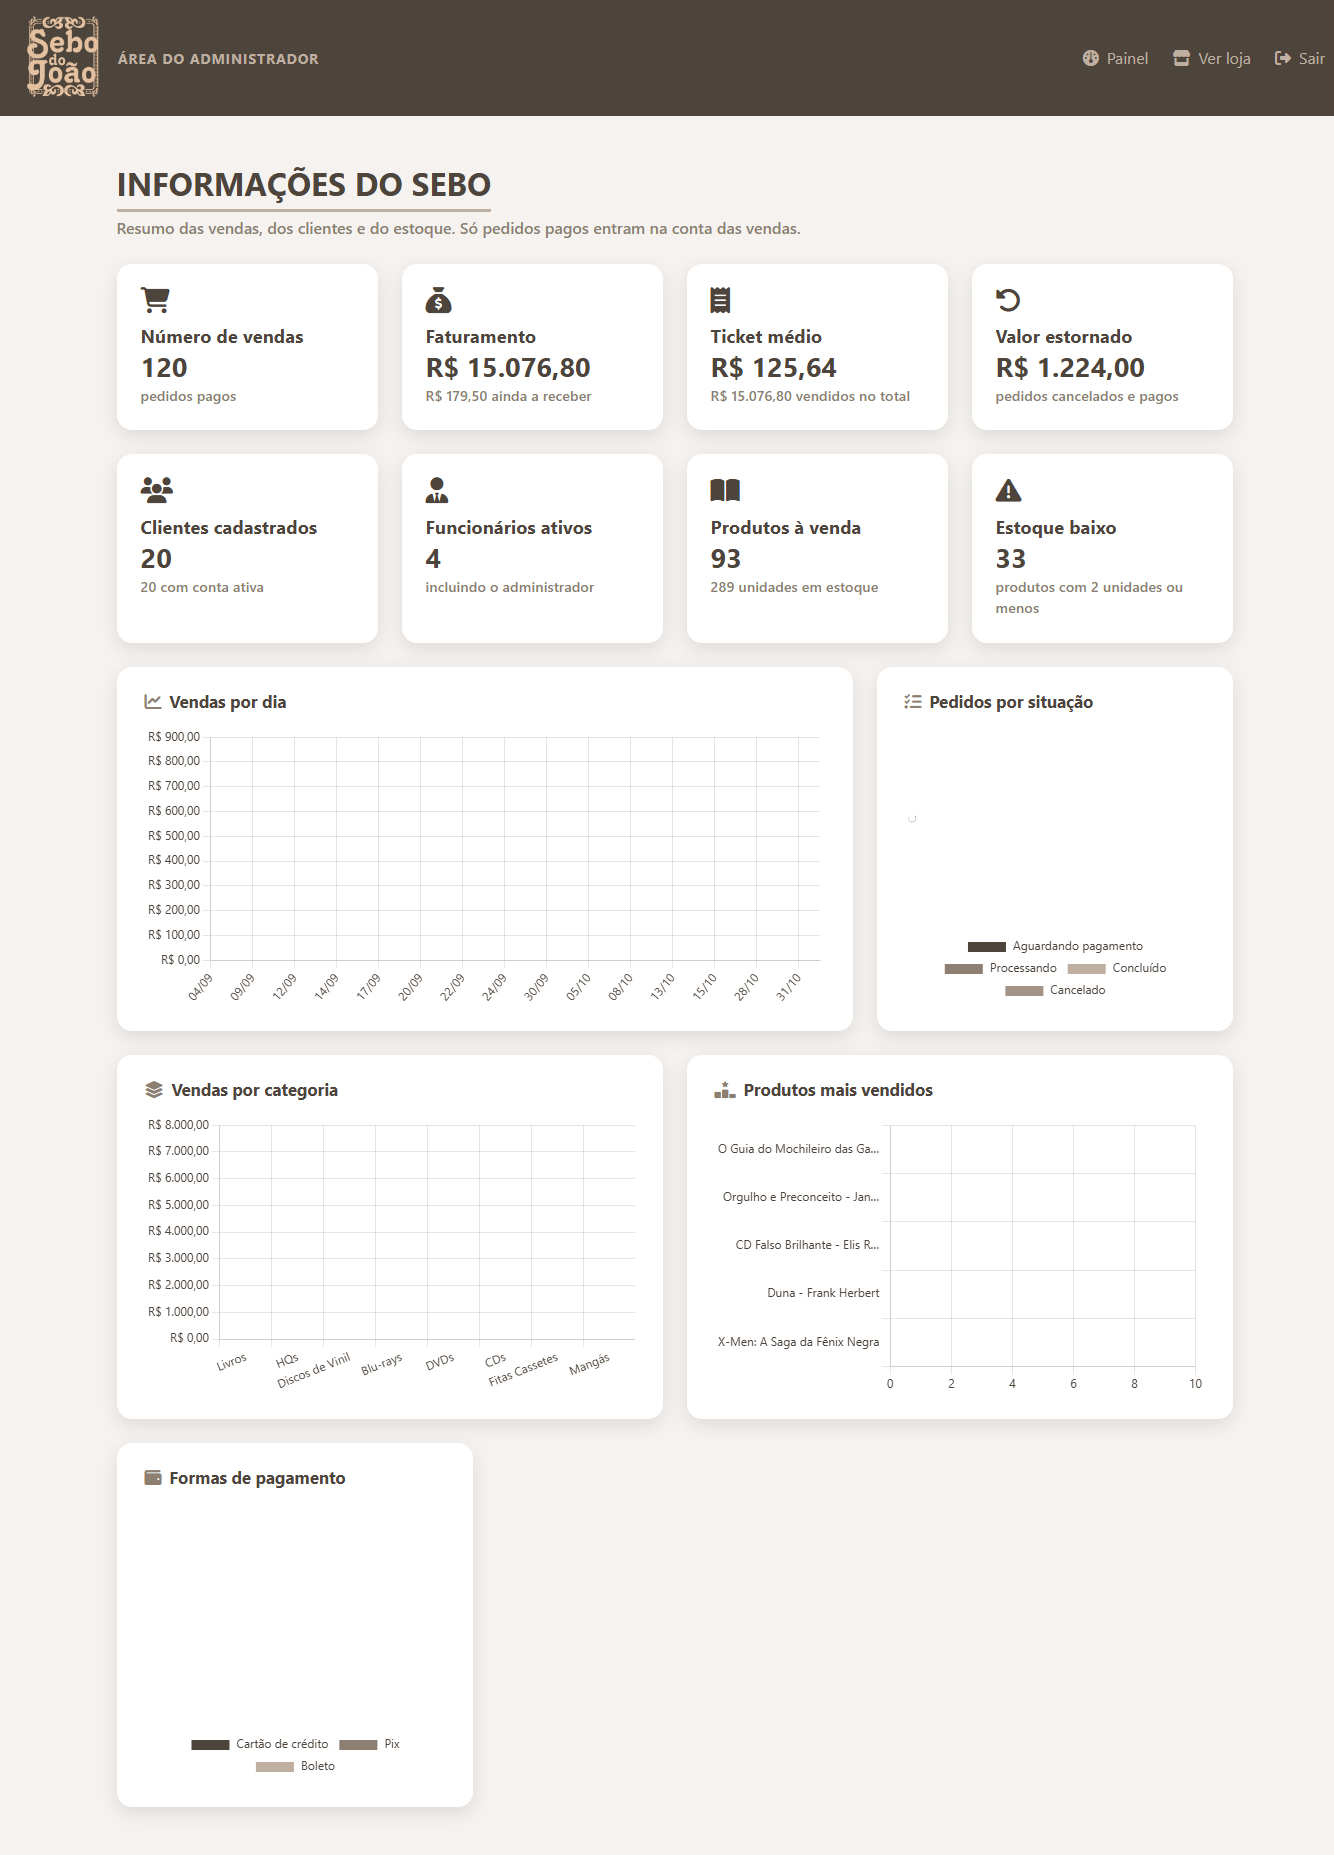 Sebo
do
João
ÁREA DO ADMINISTRADOR
Painel
Ver loja
Sair
INFORMAÇÕES DO SEBO
Resumo das vendas, dos clientes e do estoque. Só pedidos pagos entram na conta das vendas.
Número de vendas
120
pedidos pagos
Faturamento
R$ 15.076,80
R$ 179,50 ainda a receber
Ticket médio
R$ 125,64
R$ 15.076,80 vendidos no total
Valor estornado
R$ 1.224,00
pedidos cancelados e pagos
Clientes cadastrados
20
20 com conta ativa
Funcionários ativos
4
incluindo o administrador
Produtos à venda
93
289 unidades em estoque
Estoque baixo
33
produtos com 2 unidades ou
menos
Vendas por dia
R$ 900,00
R$ 800,00
R$ 700,00
R$ 600,00
R$ 500,00
R$ 400,00
R$ 300,00
R$ 200,00
R$ 100,00
R$ 0,00
04/09
09/09
12/09
14/09
17/09
20/09
22/09
24/09
30/09
05/10
08/10
13/10
15/10
28/10
31/10
Pedidos por situação
Aguardando pagamento
Processando
Concluído
Cancelado
Vendas por categoria
R$ 8.000,00
R$ 7.000,00
R$ 6.000,00
R$ 5.000,00
R$ 4.000,00
R$ 3.000,00
R$ 2.000,00
R$ 1.000,00
R$ 0,00
Livros
HQs
Discos de Vinil
Blu-rays
DVDs
CDs
Fitas Cassetes
Mangás
Produtos mais vendidos
O Guia do Mochileiro das Ga...
Orgulho e Preconceito - Jan...
CD Falso Brilhante - Elis R...
Duna - Frank Herbert
X-Men: A Saga da Fênix Negra
0
2
4
6
8
10
Formas de pagamento
Cartão de crédito
Pix
Boleto